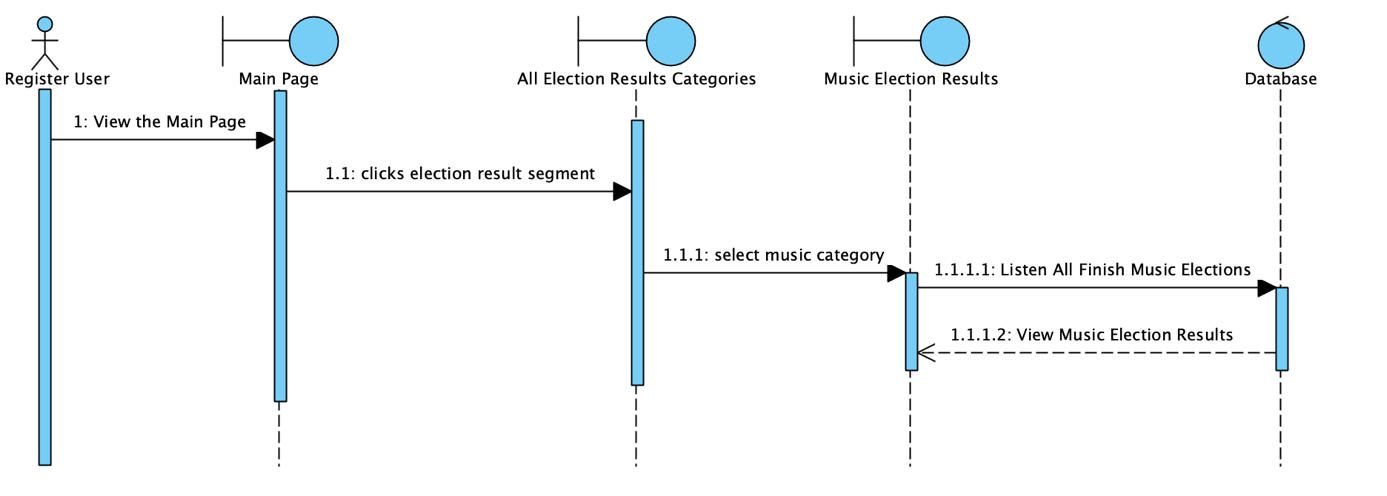 Register User
Main Page
All Election Results Categories
Music Election Results
Database
1: View the Main Page
1.1: clicks election result segment
1.1.1: select music category
1.1.1.1: Listen All Finish Music Elections
1.1.1.2: View Music Election Results